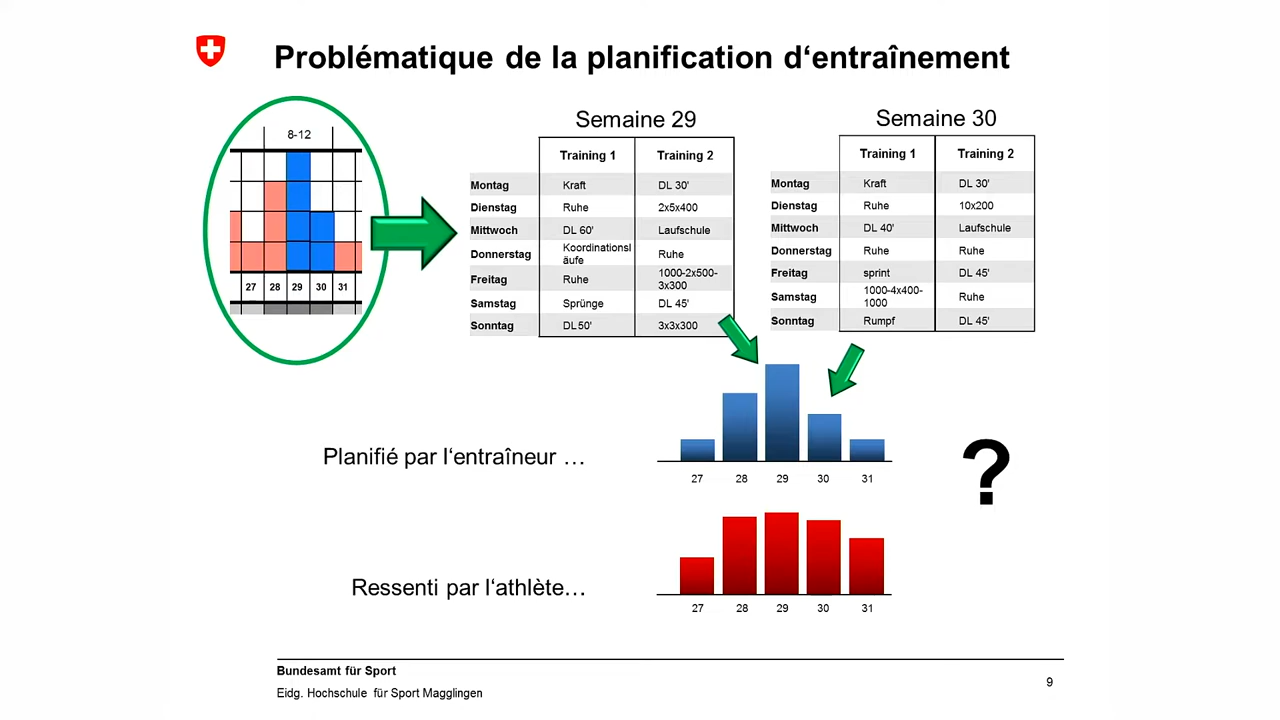 Problématique de la planification d‘entraînement
8-12
27 28 29 30 31
Semaine 29
Training 1 Training 2
Montag Kraft DL 30'
Dienstag Ruhe 2x5x400
Mittwoch DL 60' Laufschule
Donnerstag Koordinationsl
äufe Ruhe
Freitag Ruhe 1000-2x500-
3x300
Samstag Sprünge DL 45'
Sonntag DL50' 3x3x300
Semaine 30
Training 1 Training 2
Montag Kraft DL 30'
Dienstag Ruhe 10x200
Mittwoch DL 40' Laufschule
Donnerstag Ruhe Ruhe
Freitag sprint DL 45'
Samstag 1000-4x400-
1000 Ruhe
Sonntag Rumpf DL 45'
Planifié par l‘entraîneur …
27 28 29 30 31
?
Ressenti par l‘athlète…
27 28 29 30 31
Bundesamt für Sport
Eidg. Hochschule für Sport Magglingen
9